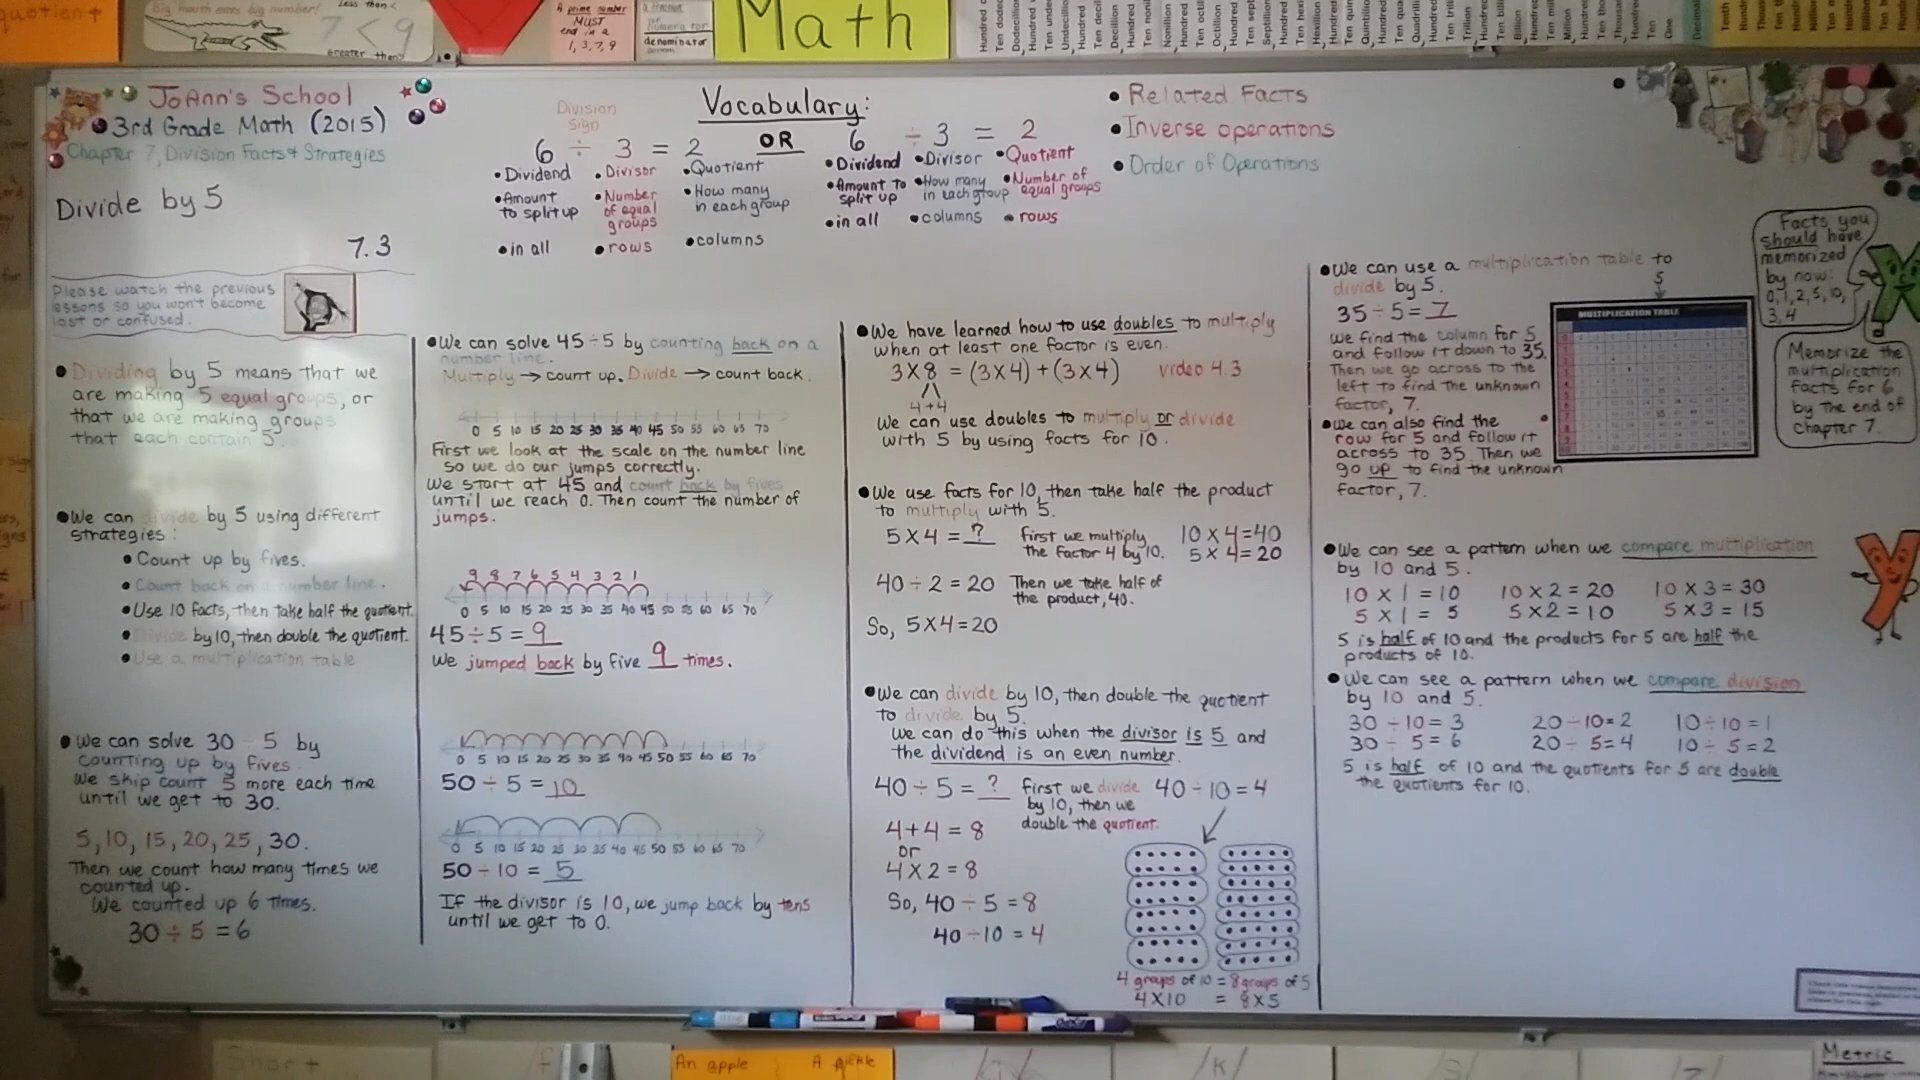 quotient
Big mouth eats big number!
Less than
7 < 9
greater than
A prime number
MUST
end in a
1, 3, 7, 9
denominator
Math
JoAnn's School
3rd Grade Math (2015)
Chapter 7, Division Facts & Strategies
Divide by 5
7.3
Please watch the previous
lessons so you won't become
lost or confused.
Vocabulary:
Division
Sign
6 ÷ 3 = 2
• Dividend • Divisor • Quotient
• Amount to split up • Number of equal groups • How many in each group
• in all • rows • columns
OR
6 ÷ 3 = 2
• Dividend • Divisor • Quotient
• Amount to split up • How many in each group • Number of equal groups
• in all • columns • rows
• Related Facts
• Inverse operations
• Order of Operations
• Dividing by 5 means that we
are making 5 equal groups, or
that we are making groups
that each contain 5.
• We can divide by 5 using different
strategies:
• Count up by fives.
• Count back on a number line.
• Use 10 facts, then take half the quotient.
• Divide by 10, then double the quotient.
• Use a multiplication table
• We can solve 30 ÷ 5 by
counting up by fives.
We skip count 5 more each time
until we get to 30.
5, 10, 15, 20, 25, 30.
Then we count how many times we
counted up.
We counted up 6 times.
30 ÷ 5 = 6
• We can solve 45 ÷ 5 by counting back on a
number line.
Multiply → count up. Divide → count back.
0 5 10 15 20 25 30 35 40 45 50 55 60 65 70
First we look at the scale on the number line
so we do our jumps correctly.
We start at 45 and count back by fives
until we reach 0. Then count the number of
jumps.
9 8 7 6 5 4 3 2 1
0 5 10 15 20 25 30 35 40 45 50 55 60 65 70
45 ÷ 5 = 9
We jumped back by five 9 times.
0 5 10 15 20 25 30 35 40 45 50 55 60 65 70
50 ÷ 5 = 10
0 5 10 15 20 25 30 35 40 45 50 55 60 65 70
50 ÷ 10 = 5
If the divisor is 10, we jump back by tens
until we get to 0.
• We have learned how to use doubles to multiply
when at least one factor is even.
3 X 8 = (3 X 4) + (3 X 4) video 4.3
4 + 4
We can use doubles to multiply or divide
with 5 by using facts for 10.
• We use facts for 10, then take half the product
to multiply with 5.
5 X 4 = ? First we multiply 10 X 4 = 40
the factor 4 by 10. 5 X 4 = 20
40 ÷ 2 = 20 Then we take half of
the product, 40.
So, 5 X 4 = 20
• We can divide by 10, then double the quotient
to divide by 5.
We can do this when the divisor is 5 and
the dividend is an even number.
40 ÷ 5 = ? First we divide 40 ÷ 10 = 4
by 10, then we
double the quotient.
4 + 4 = 8
or
4 X 2 = 8
So, 40 ÷ 5 = 8
40 ÷ 10 = 4
4 groups of 10 = 8 groups of 5
4 X 10 = 8 X 5
• We can use a multiplication table to
divide by 5.
5
35 ÷ 5 = 7
MULTIPLICATION TABLE
We find the column for 5
and follow it down to 35.
Then we go across to the
left to find the unknown
factor, 7.
• We can also find the
row for 5 and follow it
across to 35. Then we
go up to find the unknown
factor, 7.
• We can see a pattern when we compare multiplication
by 10 and 5.
10 X 1 = 10 10 X 2 = 20 10 X 3 = 30
5 X 1 = 5 5 X 2 = 10 5 X 3 = 15
5 is half of 10 and the products for 5 are half the
products of 10.
• We can see a pattern when we compare division
by 10 and 5.
30 ÷ 10 = 3 20 ÷ 10 = 2 10 ÷ 10 = 1
30 ÷ 5 = 6 20 ÷ 5 = 4 10 ÷ 5 = 2
5 is half of 10 and the quotients for 5 are double
the quotients for 10.
Facts you
should have
memorized
by now:
0, 1, 2, 5, 10,
3, 4
Memorize the
multiplication
facts for 6
by the end of
chapter 7.
Short
An apple
A pickle
/k/
Metric